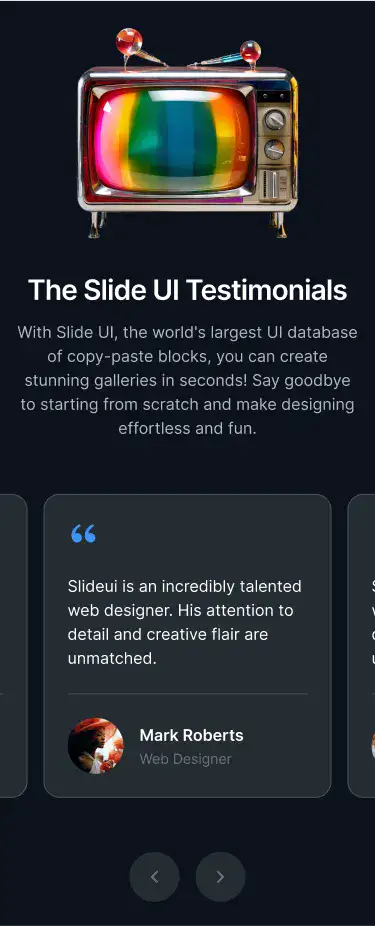 The Slide UI Testimonials
With Slide UI, the world's largest UI database
of copy-paste blocks, you can create
stunning galleries in seconds! Say goodbye
to starting from scratch and make designing
effortless and fun.
“
Slideui is an incredibly talented
web designer. His attention to
detail and creative flair are
unmatched.
Mark Roberts
Web Designer